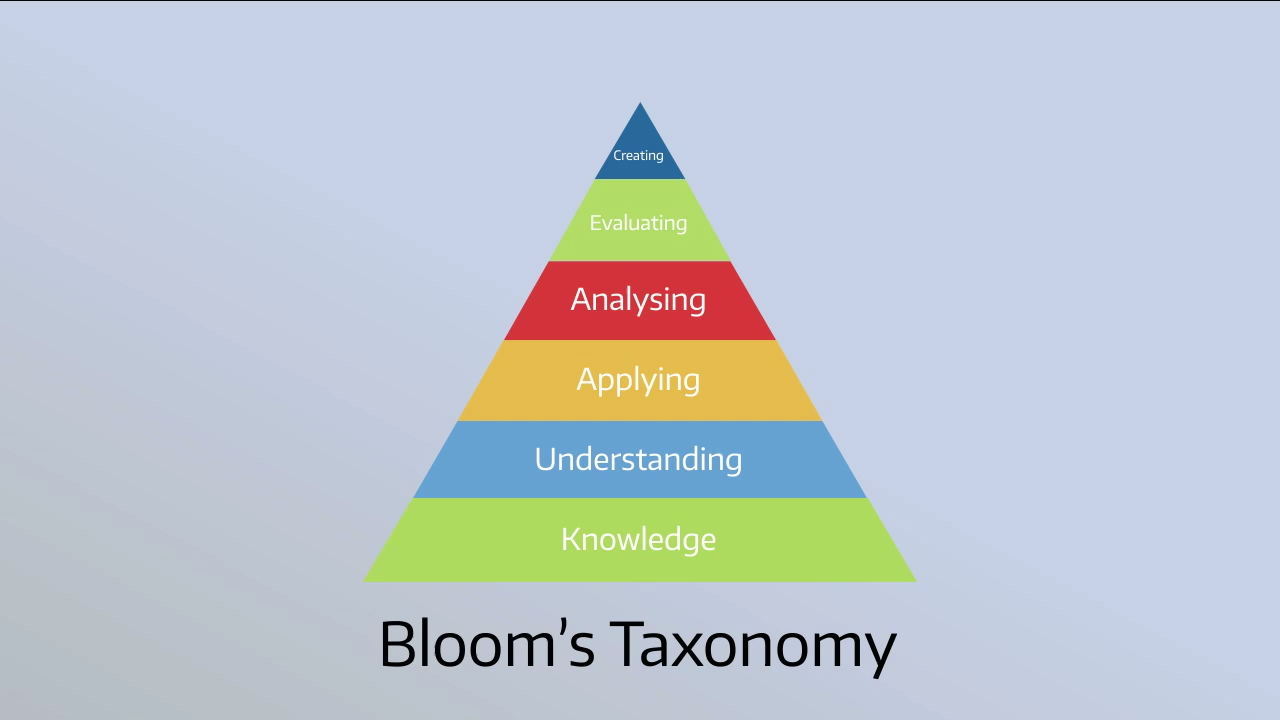 Creating
Evaluating
Analysing
Applying
Understanding
Knowledge
Bloom’s Taxonomy